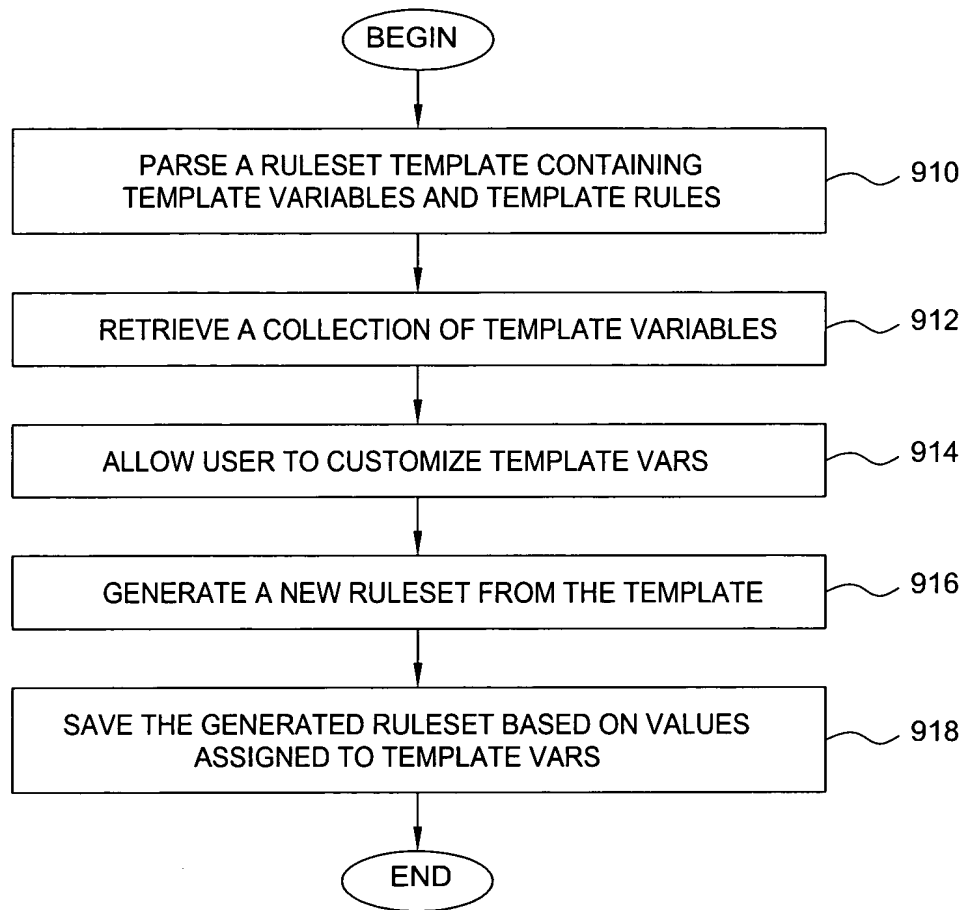 BEGIN
PARSE A RULESET TEMPLATE CONTAINING
TEMPLATE VARIABLES AND TEMPLATE RULES
910
RETRIEVE A COLLECTION OF TEMPLATE VARIABLES
912
ALLOW USER TO CUSTOMIZE TEMPLATE VARS
914
GENERATE A NEW RULESET FROM THE TEMPLATE
916
SAVE THE GENERATED RULESET BASED ON VALUES
ASSIGNED TO TEMPLATE VARS
918
END